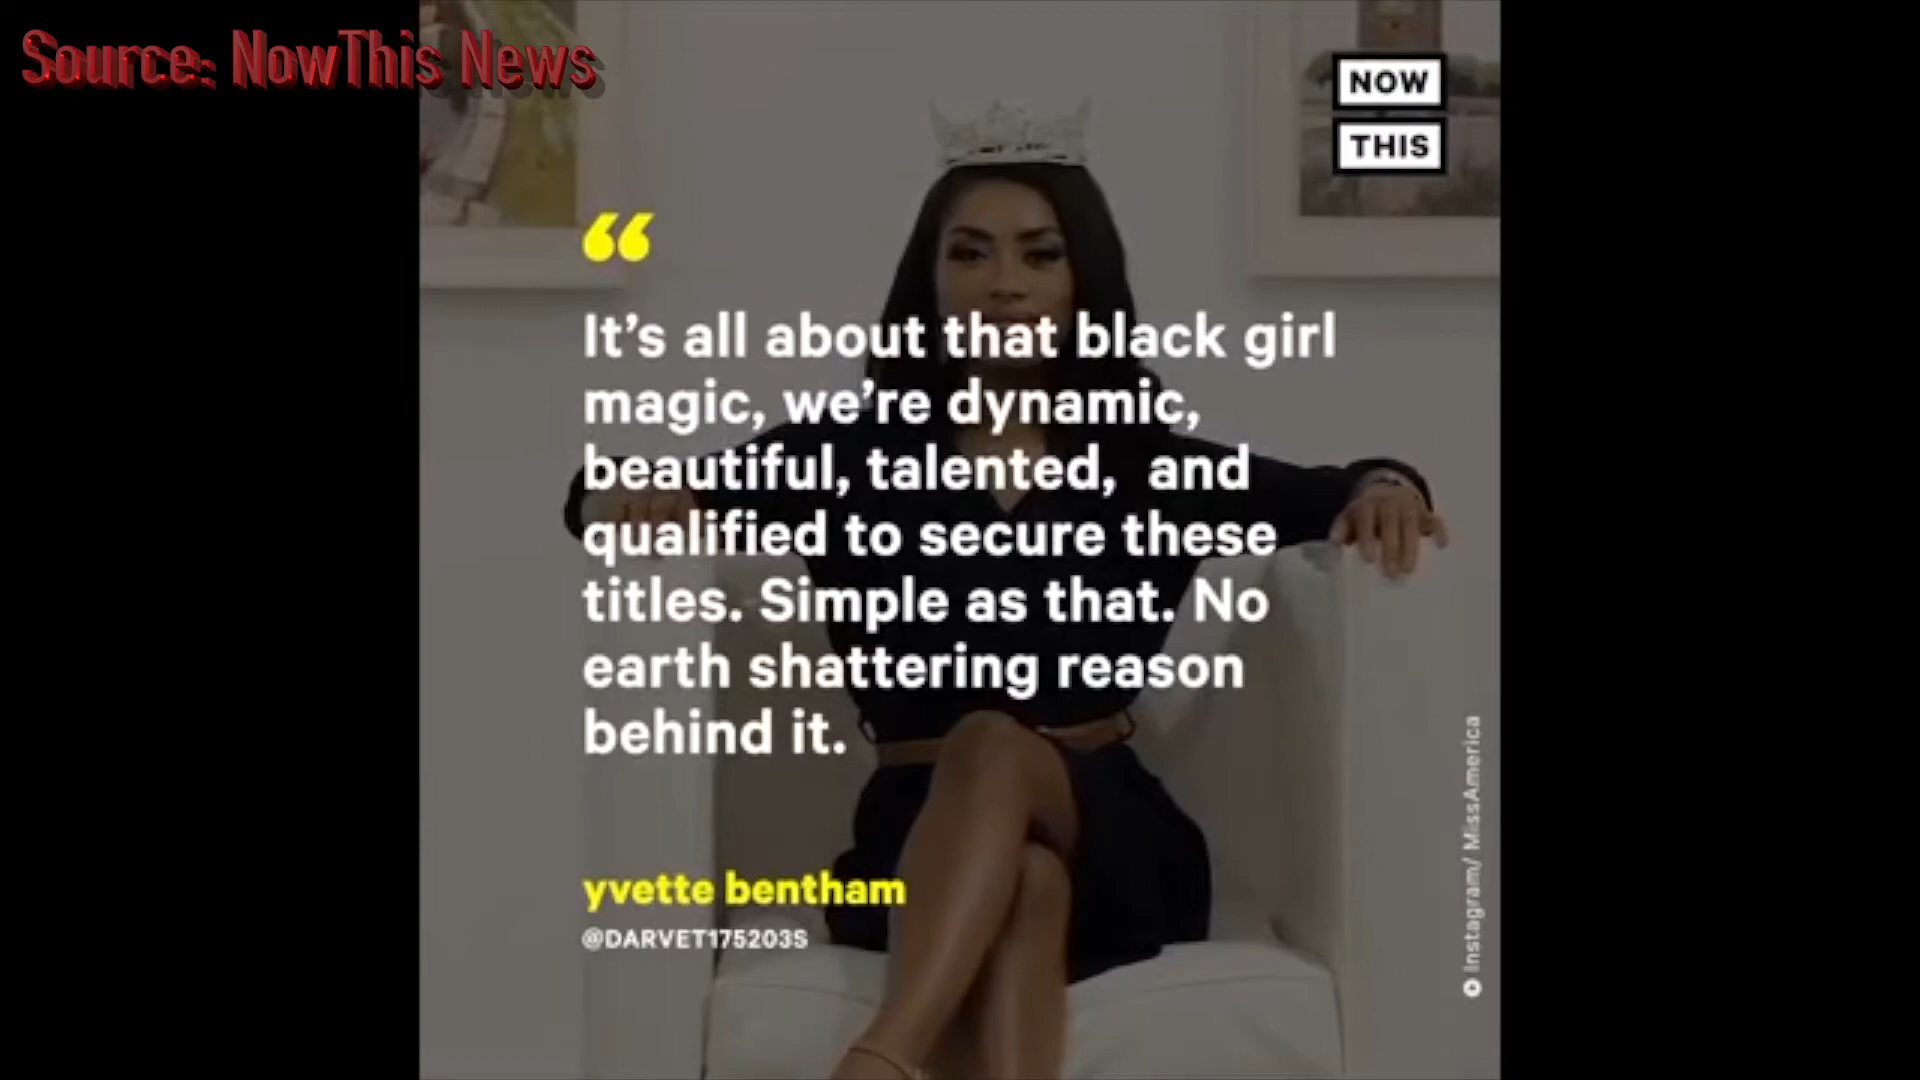 Source: NowThis News
NOW
THIS
“
It’s all about that black girl
magic, we’re dynamic,
beautiful, talented,  and
qualified to secure these
titles. Simple as that. No
earth shattering reason
behind it.
yvette bentham
@DARVET175203S
Instagram/ MissAmerica